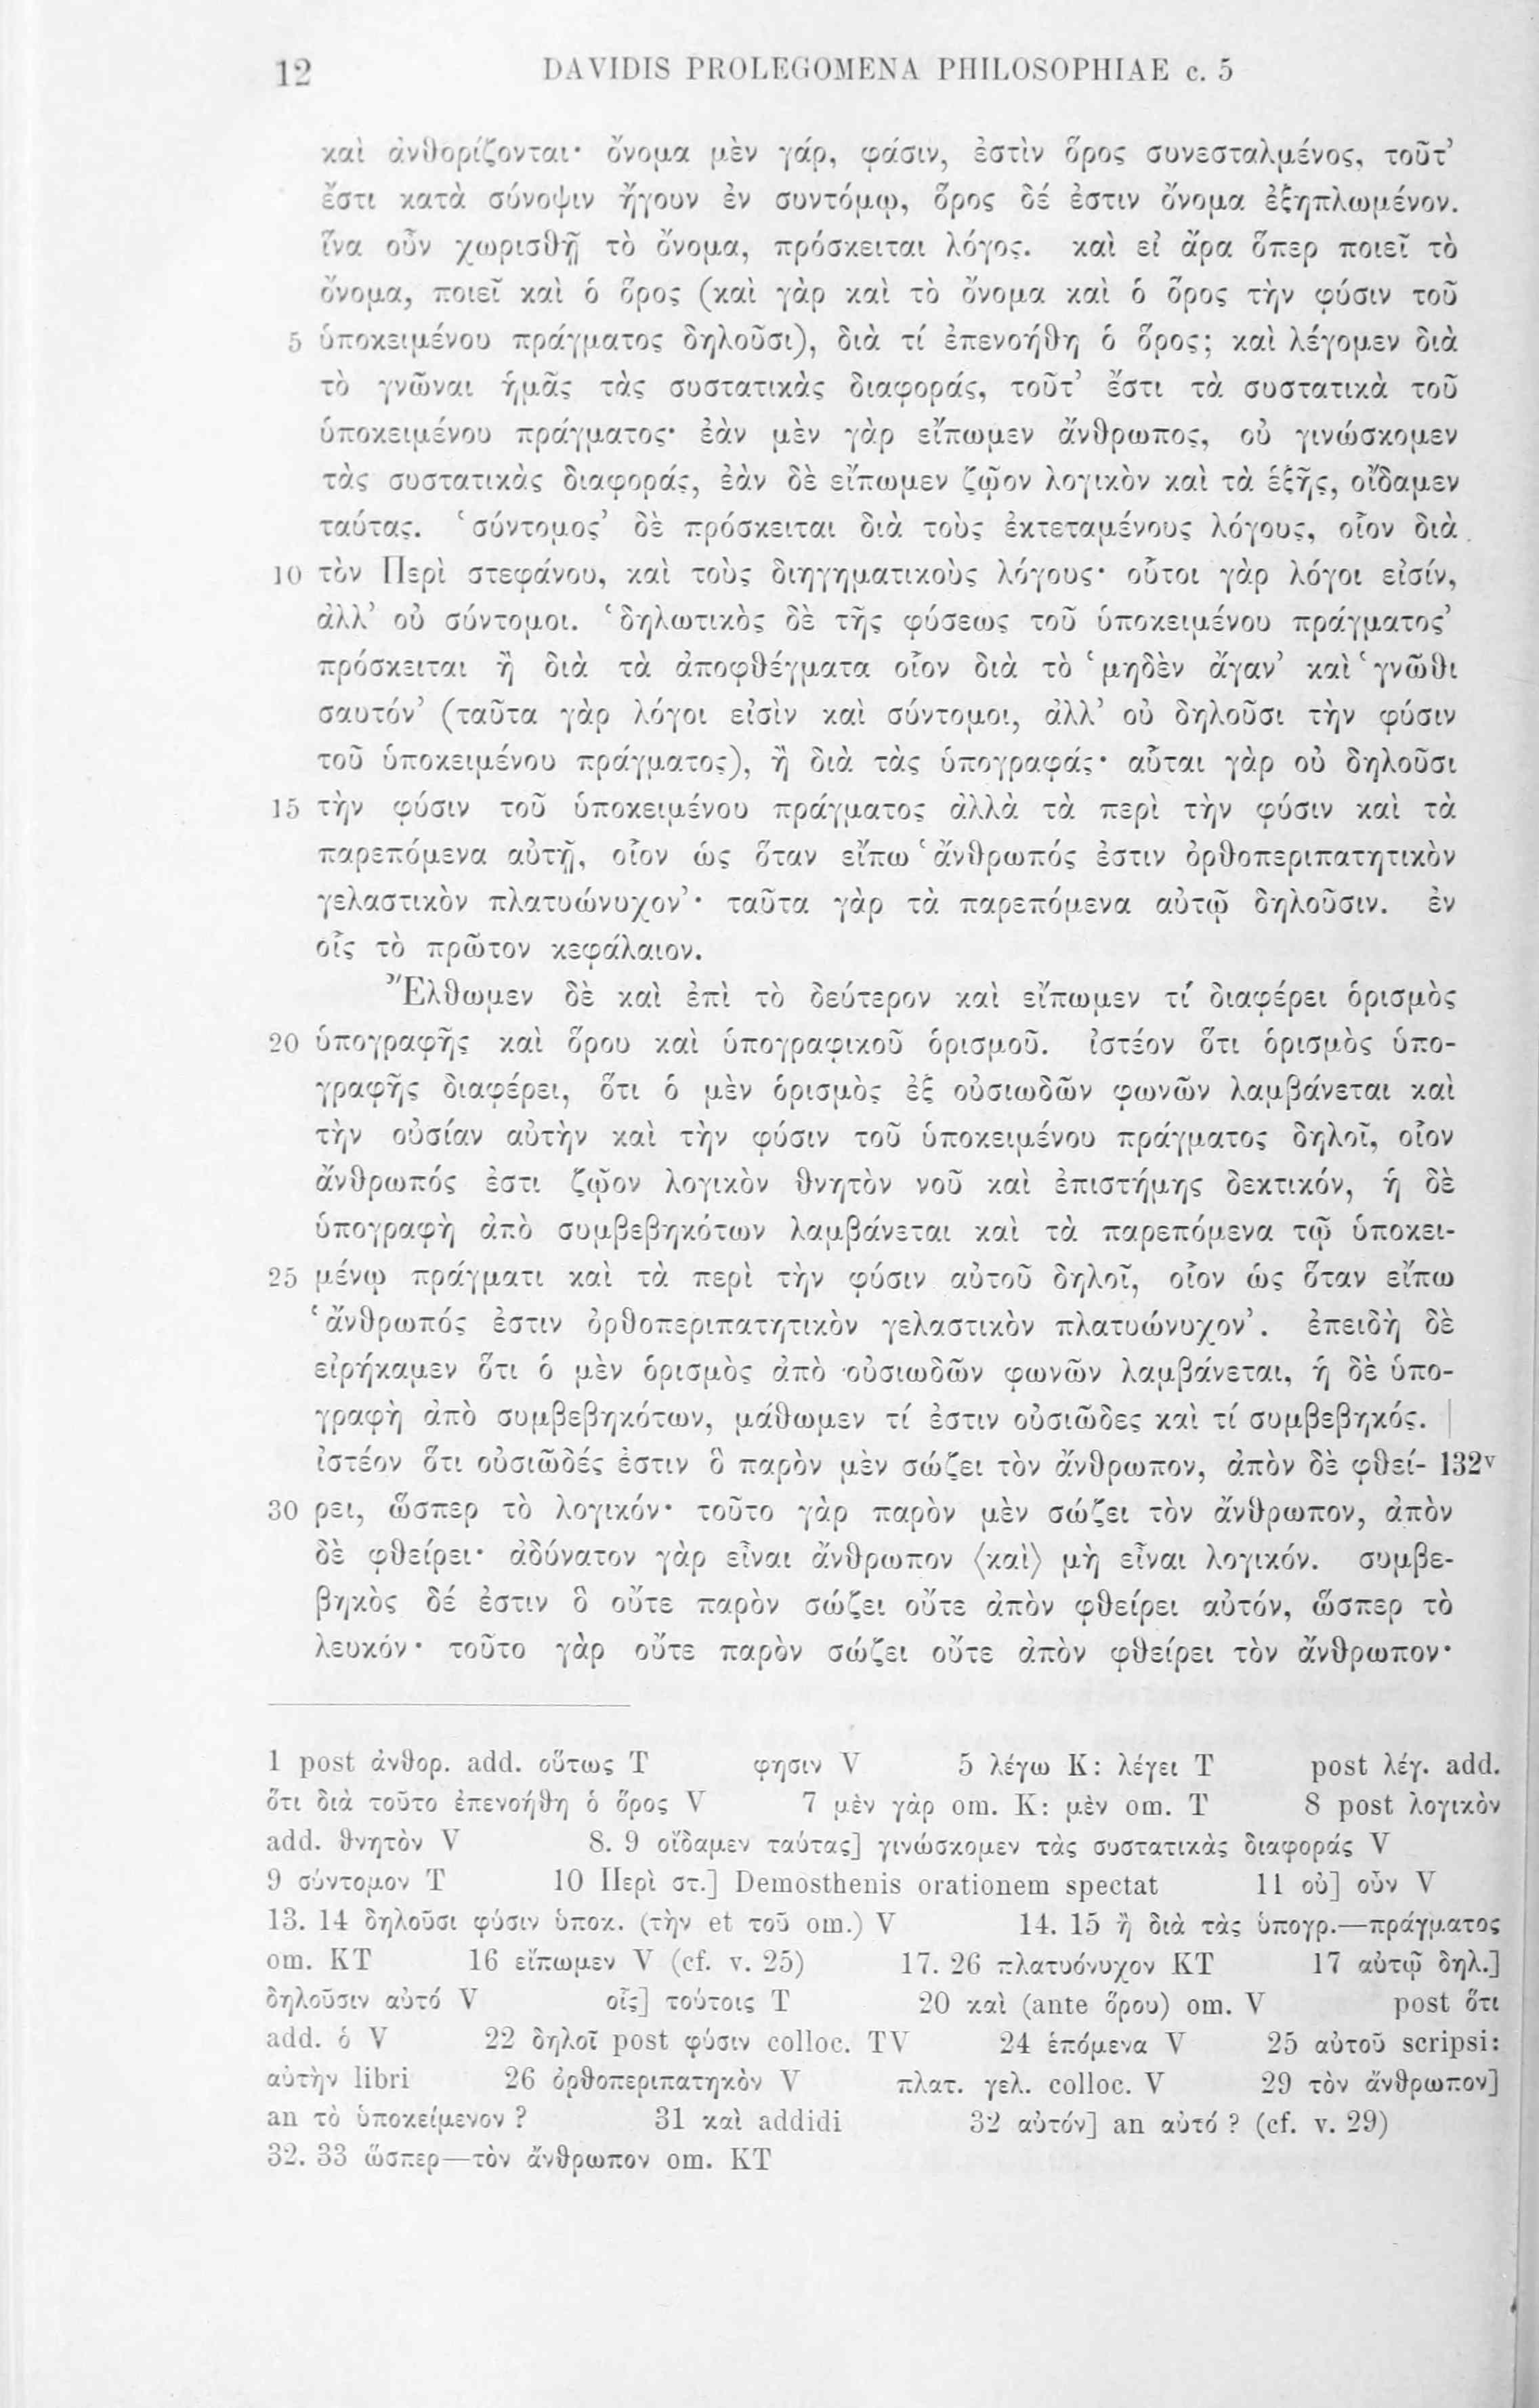 12 DAVIDIS PROLEGOMENA PHILOSOPHIAE c. 5
καὶ ἀνθορίζονται· ὄνομα μὲν γάρ, φάσιν, ἐστὶν ὅρος συνεσταλμένος, τοῦτ’
ἔστι κατὰ σύνοψιν ἤγουν ἐν συντόμῳ, ὅρος δέ ἐστιν ὄνομα ἐξηπλωμένον.
ἵνα οὖν χωρισθῇ τὸ ὄνομα, πρόσκειται λόγος. καὶ εἰ ἄρα ὅπερ ποιεῖ τὸ
ὄνομα, ποιεῖ καὶ ὁ ὅρος (καὶ γὰρ καὶ τὸ ὄνομα καὶ ὁ ὅρος τὴν φύσιν τοῦ
5 ὑποκειμένου πράγματος δηλοῦσι), διὰ τί ἐπενοήθη ὁ ὅρος; καὶ λέγομεν διὰ
τὸ γνῶναι ἡμᾶς τὰς συστατικὰς διαφοράς, τοῦτ’ ἔστι τὰ συστατικὰ τοῦ
ὑποκειμένου πράγματος· ἐὰν μὲν γὰρ εἴπωμεν ἄνθρωπος, οὐ γινώσκομεν
τὰς συστατικὰς διαφοράς, ἐὰν δὲ εἴπωμεν ζῷον λογικὸν καὶ τὰ ἑξῆς, οἴδαμεν
ταύτας. ‘σύντομος’ δὲ πρόσκειται διὰ τοὺς ἐκτεταμένους λόγους, οἷον διὰ
10 τὸν Περὶ στεφάνου, καὶ τοὺς διηγηματικοὺς λόγους· οὗτοι γὰρ λόγοι εἰσίν,
ἀλλ’ οὐ σύντομοι. ‘δηλωτικὸς δὲ τῆς φύσεως τοῦ ὑποκειμένου πράγματος’
πρόσκειται ἢ διὰ τὰ ἀποφθέγματα οἷον διὰ τὸ ‘μηδὲν ἄγαν’ καὶ ‘γνῶθι
σαυτόν’ (ταῦτα γὰρ λόγοι εἰσὶν καὶ σύντομοι, ἀλλ’ οὐ δηλοῦσι τὴν φύσιν
τοῦ ὑποκειμένου πράγματος), ἢ διὰ τὰς ὑπογραφάς· αὗται γὰρ οὐ δηλοῦσι
15 τὴν φύσιν τοῦ ὑποκειμένου πράγματος ἀλλὰ τὰ περὶ τὴν φύσιν καὶ τὰ
παρεπόμενα αὐτῇ, οἷον ὡς ὅταν εἴπω ‘ἄνθρωπός ἐστιν ὀρθοπεριπατητικὸν
γελαστικὸν πλατυώνυχον’· ταῦτα γὰρ τὰ παρεπόμενα αὐτῷ δηλοῦσιν. ἐν
οἷς τὸ πρῶτον κεφάλαιον.
Ἔλθωμεν δὲ καὶ ἐπὶ τὸ δεύτερον καὶ εἴπωμεν τί διαφέρει ὁρισμὸς
20 ὑπογραφῆς καὶ ὅρου καὶ ὑπογραφικοῦ ὁρισμοῦ. ἰστέον ὅτι ὁρισμὸς ὑπο-
γραφῆς διαφέρει, ὅτι ὁ μὲν ὁρισμὸς ἐξ οὐσιωδῶν φωνῶν λαμβάνεται καὶ
τὴν οὐσίαν αὐτὴν καὶ τὴν φύσιν τοῦ ὑποκειμένου πράγματος δηλοῖ, οἷον
ἄνθρωπός ἐστι ζῷον λογικὸν θνητὸν νοῦ καὶ ἐπιστήμης δεκτικόν, ἡ δὲ
ὑπογραφὴ ἀπὸ συμβεβηκότων λαμβάνεται καὶ τὰ παρεπόμενα τῷ ὑποκει-
25 μένῳ πράγματι καὶ τὰ περὶ τὴν φύσιν αὐτοῦ δηλοῖ, οἷον ὡς ὅταν εἴπω
‘ἄνθρωπός ἐστιν ὀρθοπεριπατητικὸν γελαστικὸν πλατυώνυχον’. ἐπειδὴ δὲ
εἰρήκαμεν ὅτι ὁ μὲν ὁρισμὸς ἀπὸ οὐσιωδῶν φωνῶν λαμβάνεται, ἡ δὲ ὑπο-
γραφὴ ἀπὸ συμβεβηκότων, μάθωμεν τί ἐστιν οὐσιῶδες καὶ τί συμβεβηκός. |
ἰστέον ὅτι οὐσιῶδές ἐστιν ὃ παρὸν μὲν σώζει τὸν ἄνθρωπον, ἀπὸν δὲ φθεί- 132v
30 ρει, ὥσπερ τὸ λογικόν· τοῦτο γὰρ παρὸν μὲν σώζει τὸν ἄνθρωπον, ἀπὸν
δὲ φθείρει· ἀδύνατον γὰρ εἶναι ἄνθρωπον ⟨καὶ⟩ μὴ εἶναι λογικόν. συμβε-
βηκὸς δέ ἐστιν ὃ οὔτε παρὸν σώζει οὔτε ἀπὸν φθείρει αὐτόν, ὥσπερ τὸ
λευκόν· τοῦτο γὰρ οὔτε παρὸν σώζει οὔτε ἀπὸν φθείρει τὸν ἄνθρωπον·
1 post ἀνθορ. add. οὕτως T φησιν V 5 λέγω K: λέγει T post λέγ. add.
ὅτι διὰ τοῦτο ἐπενοήθη ὁ ὅρος V 7 μὲν γὰρ om. K: μὲν om. T 8 post λογικὸν
add. θνητὸν V 8. 9 οἴδαμεν ταύτας] γινώσκομεν τὰς συστατικὰς διαφοράς V
9 σύντομον T 10 Περὶ στ.] Demosthenis orationem spectat 11 οὐ] οὖν V
13. 14 δηλοῦσι φύσιν ὑποκ. (τὴν et τοῦ om.) V 14. 15 ἢ διὰ τὰς ὑπογρ.—πράγματος
om. KT 16 εἴπωμεν V (cf. v. 25) 17. 26 πλατυόνυχον KT 17 αὐτῷ δηλ.]
δηλοῦσιν αὐτό V οἷς] τούτοις T 20 καὶ (ante ὅρου) om. V post ὅτι
add. ὁ V 22 δηλοῖ post φύσιν colloc. TV 24 ἑπόμενα V 25 αὐτοῦ scripsi:
αὐτὴν libri 26 ὀρθοπεριπατηκὸν V πλατ. γελ. colloc. V 29 τὸν ἄνθρωπον]
an τὸ ὑποκείμενον? 31 καὶ addidi 32 αὐτόν] an αὐτό? (cf. v. 29)
32. 33 ὥσπερ—τὸν ἄνθρωπον om. KT